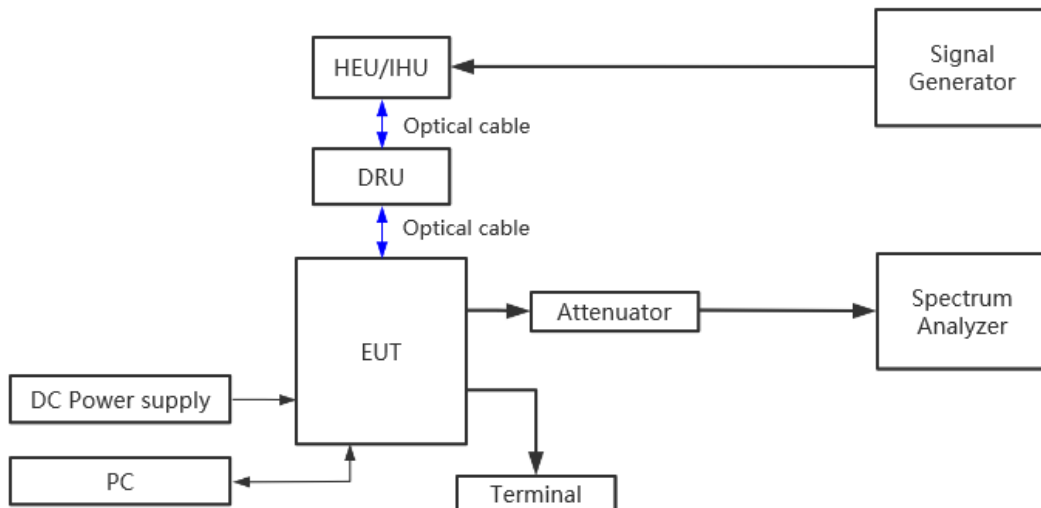 HEU/IHU
Signal
Generator
Optical cable
DRU
Optical cable
EUT
Attenuator
Spectrum
Analyzer
DC Power supply
PC
Terminal